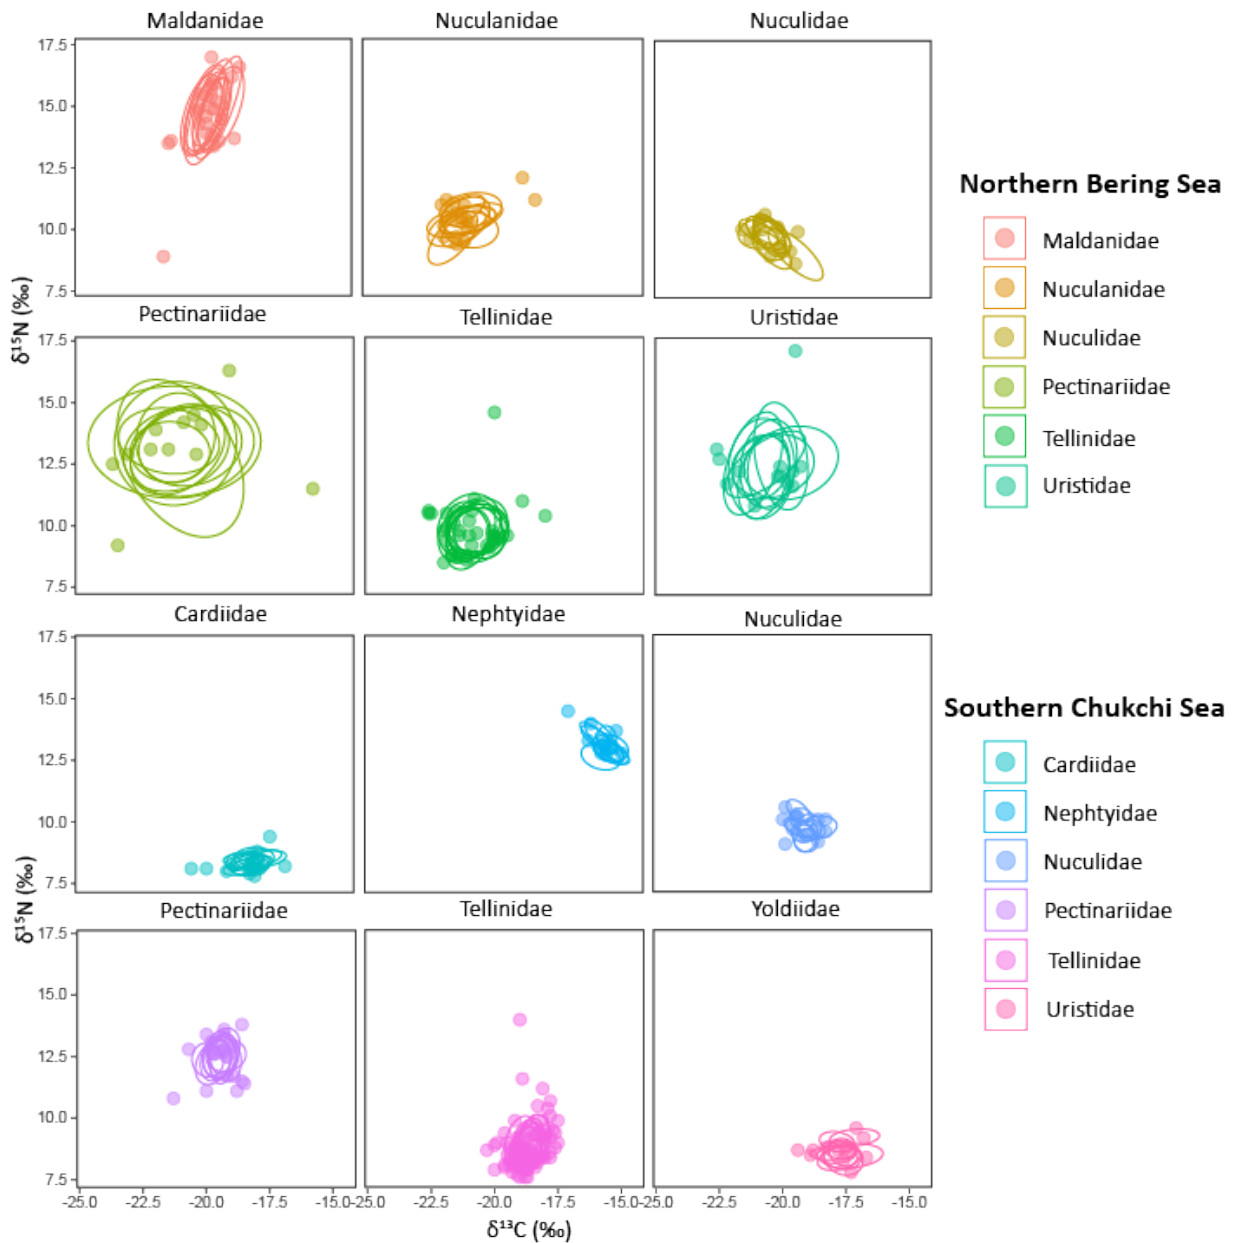 Maldanidae Nuculanidae Nuculidae
17.5
15.0
12.5
10.0
7.5
Northern Bering Sea
Maldanidae
Nuculanidae
Nuculidae
Pectinariidae
Tellinidae
Uristidae
δ¹⁵N (‰)
Pectinariidae Tellinidae Uristidae
17.5
15.0
12.5
10.0
7.5
Cardiidae Nephtyidae Nuculidae
17.5
15.0
12.5
10.0
7.5
Southern Chukchi Sea
Cardiidae
Nephtyidae
Nuculidae
Pectinariidae
Tellinidae
Uristidae
δ¹⁵N (‰)
Pectinariidae Tellinidae Yoldiidae
17.5
15.0
12.5
10.0
7.5
-25.0 -22.5 -20.0 -17.5 -15.0 -25.0 -22.5 -20.0 -17.5 -15.0 -25.0 -22.5 -20.0 -17.5 -15.0
δ¹³C (‰)